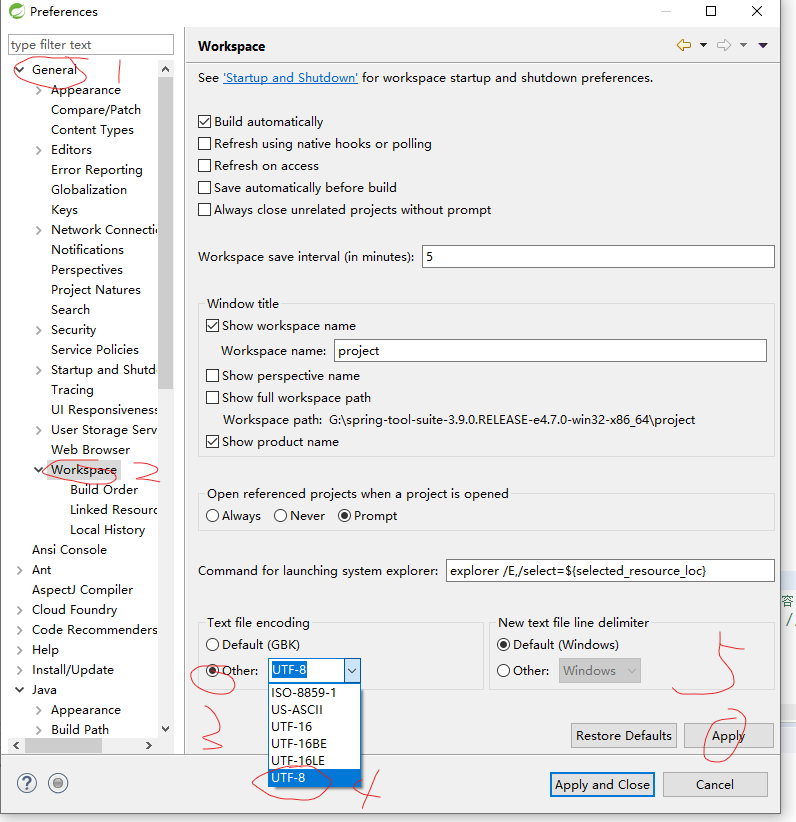 Preferences
type filter text
General 1
Appearance
Compare/Patch
Content Types
Editors
Error Reporting
Globalization
Keys
Network Connecti
Notifications
Perspectives
Project Natures
Search
Security
Service Policies
Startup and Shutd
Tracing
UI Responsiveness
User Storage Serv
Web Browser
Workspace 2
Build Order
Linked Resourc
Local History
Ansi Console
Ant
AspectJ Compiler
Cloud Foundry
Code Recommenders
Help
Install/Update
Java
Appearance
Build Path
Workspace
See 'Startup and Shutdown' for workspace startup and shutdown preferences.
Build automatically
Refresh using native hooks or polling
Refresh on access
Save automatically before build
Always close unrelated projects without prompt
Workspace save interval (in minutes): 5
Window title
Show workspace name
Workspace name: project
Show perspective name
Show full workspace path
Workspace path: G:\spring-tool-suite-3.9.0.RELEASE-e4.7.0-win32-x86_64\project
Show product name
Open referenced projects when a project is opened
Always Never Prompt
Command for launching system explorer: explorer /E,/select=${selected_resource_loc}
Text file encoding
Default (GBK)
Other: UTF-8
3
ISO-8859-1
US-ASCII
UTF-16
UTF-16BE
UTF-16LE
UTF-8 4
New text file line delimiter
Default (Windows)
Other: Windows
5
Restore Defaults Apply
Apply and Close Cancel
容
/